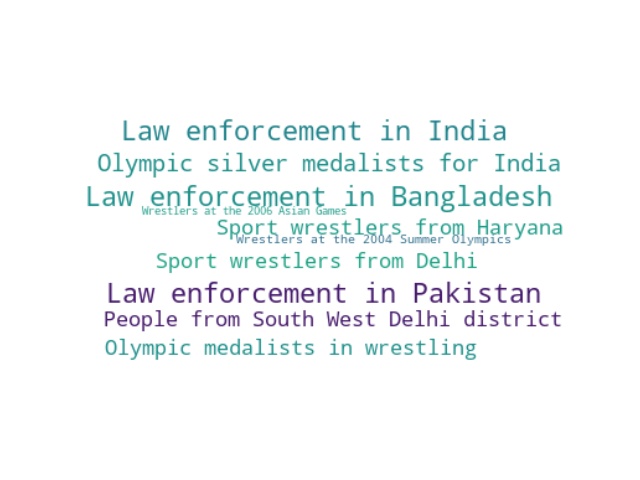 Law enforcement in India
Olympic silver medalists for India
Law enforcement in Bangladesh
Wrestlers at the 2006 Asian Games
Sport wrestlers from Haryana
Wrestlers at the 2004 Summer Olympics
Sport wrestlers from Delhi
Law enforcement in Pakistan
People from South West Delhi district
Olympic medalists in wrestling